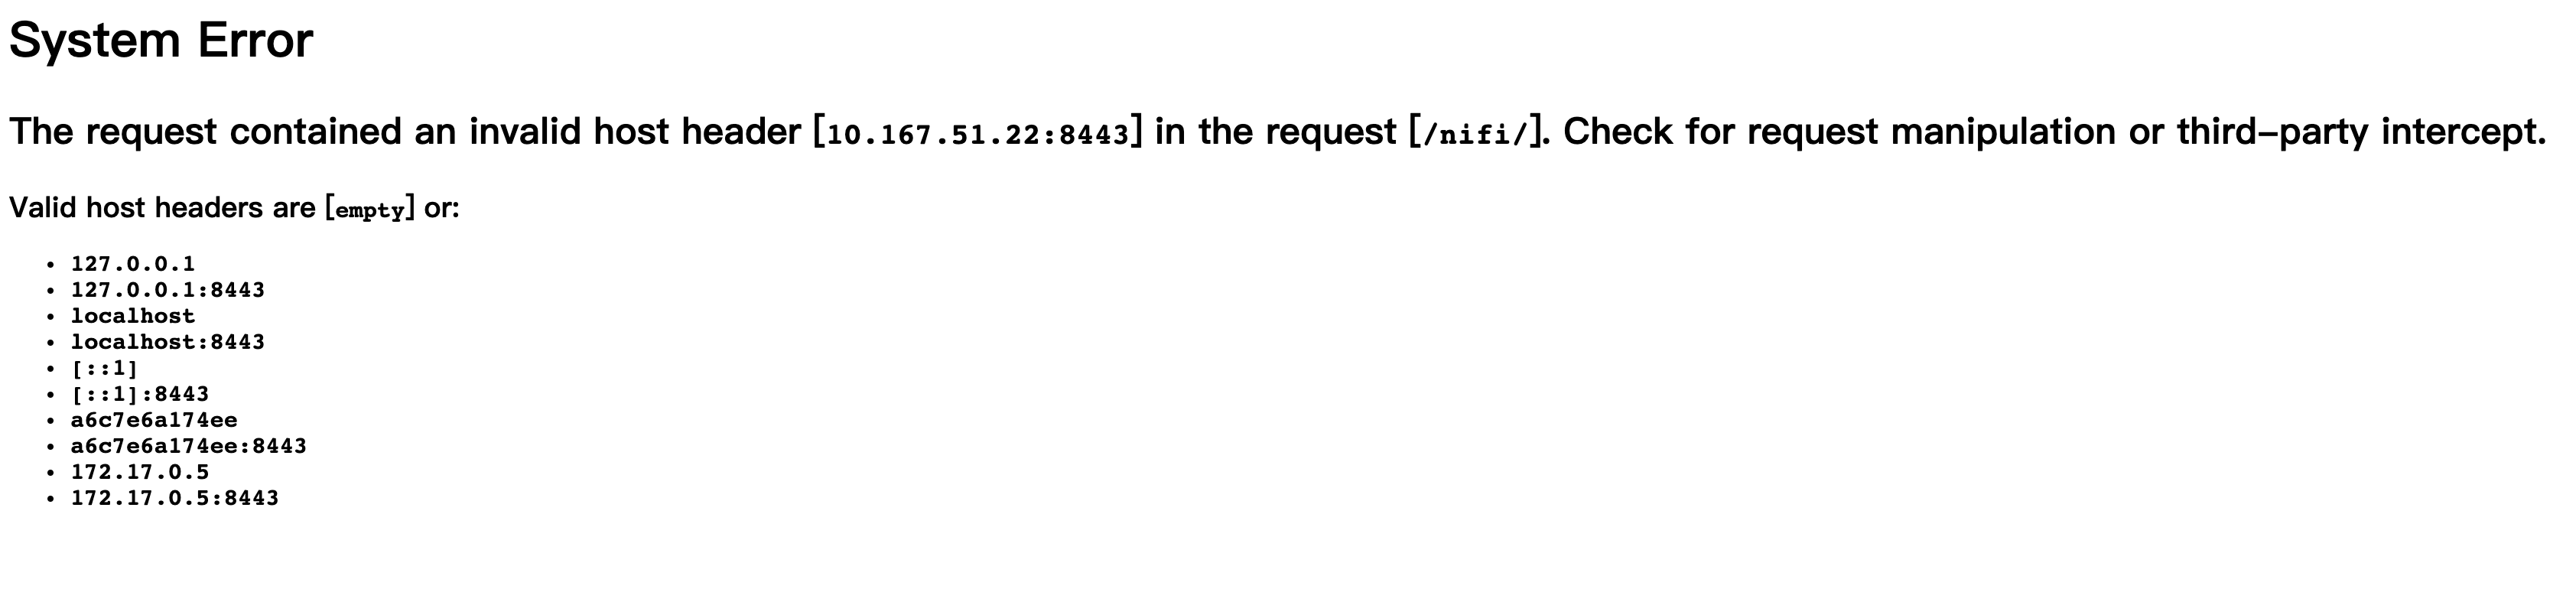 System Error
The request contained an invalid host header [10.167.51.22:8443] in the request [/nifi/]. Check for request manipulation or third-party intercept.
Valid host headers are [empty] or:
• 127.0.0.1
• 127.0.0.1:8443
• localhost
• localhost:8443
• [::1]
• [::1]:8443
• a6c7e6a174ee
• a6c7e6a174ee:8443
• 172.17.0.5
• 172.17.0.5:8443